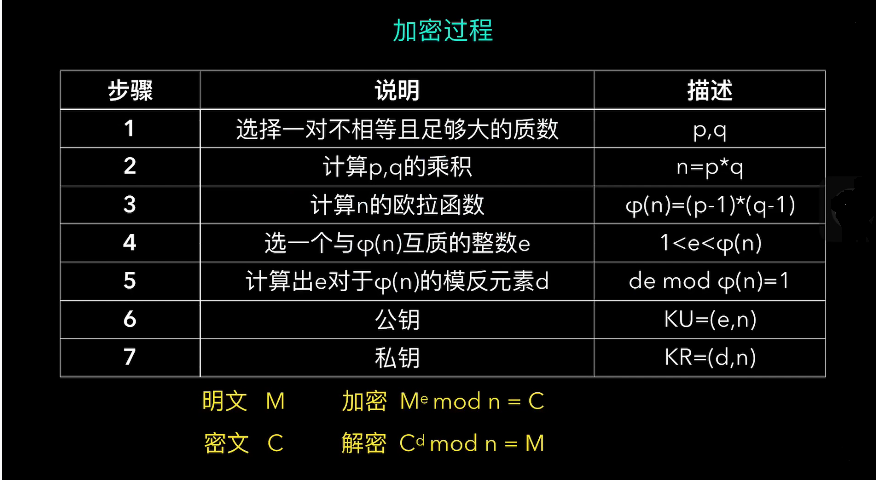 加密过程
步骤 说明 描述
1 选择一对不相等且足够大的质数 p,q
2 计算p,q的乘积 n=p*q
3 计算n的欧拉函数 φ(n)=(p-1)*(q-1)
4 选一个与φ(n)互质的整数e 1<e<φ(n)
5 计算出e对于φ(n)的模反元素d de mod φ(n)=1
6 公钥 KU=(e,n)
7 私钥 KR=(d,n)
明文 M 加密 Mᵉ mod n = C
密文 C 解密 Cᵈ mod n = M